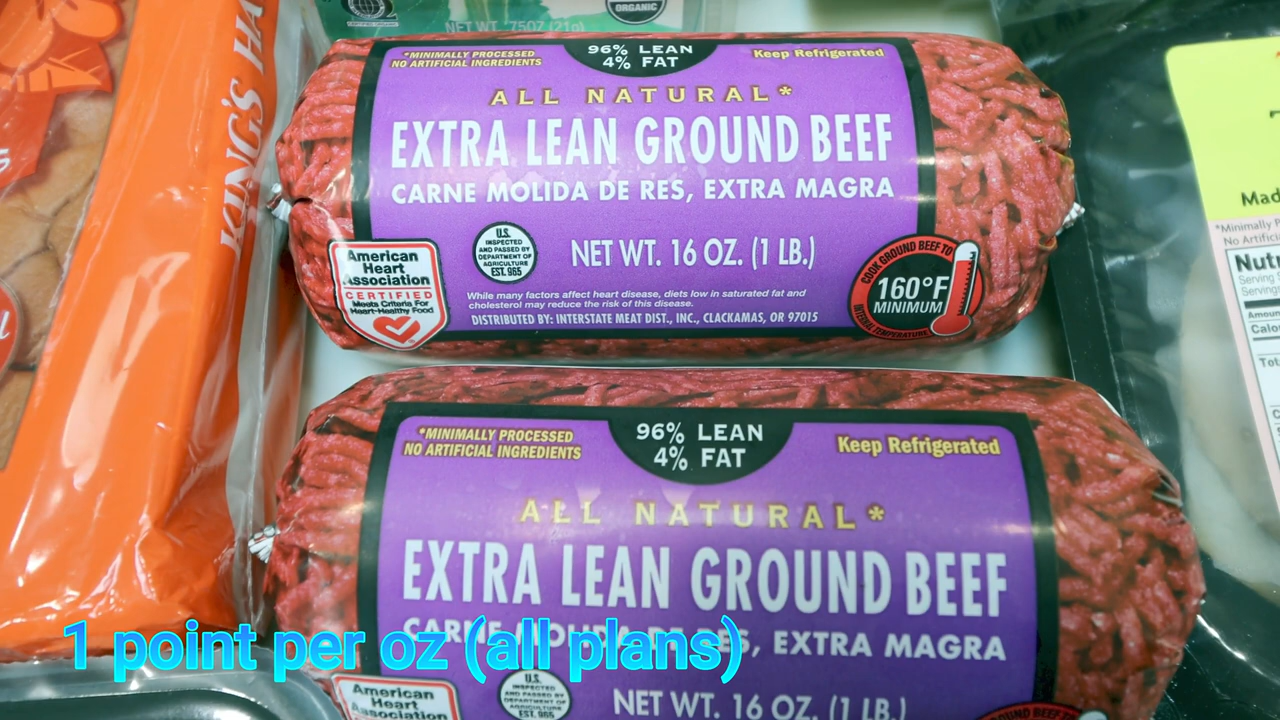 NET WT. .75OZ (21g)
ORGANIC
KING'S HA
*MINIMALLY PROCESSED
NO ARTIFICIAL INGREDIENTS
96% LEAN
4% FAT
Keep Refrigerated
ALL NATURAL*
EXTRA LEAN GROUND BEEF
CARNE MOLIDA DE RES, EXTRA MAGRA
U.S.
INSPECTED
AND PASSED BY
DEPARTMENT OF
AGRICULTURE
EST. 965
NET WT. 16 OZ. (1 LB.)
American
Heart
Association
CERTIFIED
Meets Criteria For
Heart-Healthy Food
While many factors affect heart disease, diets low in saturated fat and
cholesterol may reduce the risk of this disease.
DISTRIBUTED BY: INTERSTATE MEAT DIST., INC., CLACKAMAS, OR 97015
COOK GROUND BEEF TO
160°F
MINIMUM
INTERNAL TEMPERATURE
Mad
*Minimally P
No Artific
Nutr
Serving
Servings
Amoun
Calo
Tot
*MINIMALLY PROCESSED
NO ARTIFICIAL INGREDIENTS
96% LEAN
4% FAT
Keep Refrigerated
ALL NATURAL*
EXTRA LEAN GROUND BEEF
CARNE MOLIDA DE RES, EXTRA MAGRA
1 point per oz (all plans)
American
Heart
Association
U.S.
INSPECTED
AND PASSED BY
DEPARTMENT OF
AGRICULTURE
EST. 965
NET WT. 16 OZ. (1 LB.)